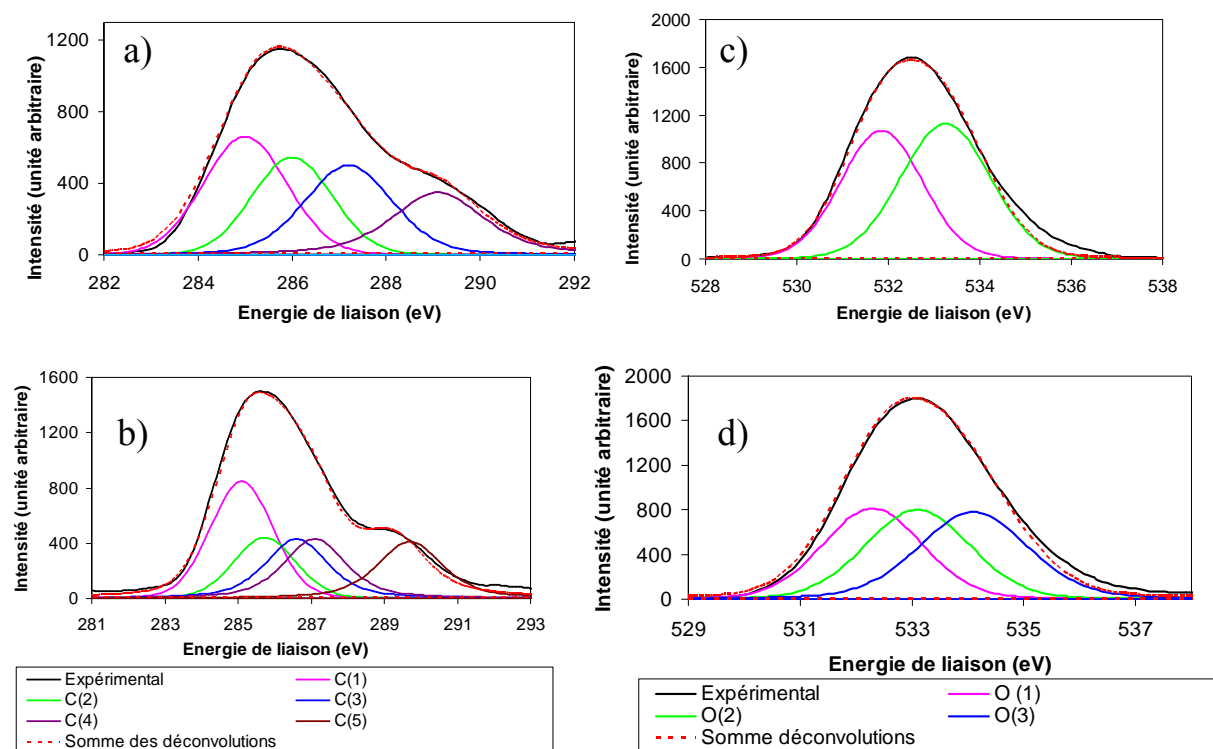 a)
Intensité (unité arbitraire)
1200
800
400
0
282 284 286 288 290 292
Energie de liaison (eV)
c)
Intensité (unité arbitraire)
2000
1600
1200
800
400
0
528 530 532 534 536 538
Energie de liaison (eV)
b)
Intensité (unité arbitraire)
1600
1200
800
400
0
281 283 285 287 289 291 293
Energie de liaison (eV)
Expérimental C(1)
C(2) C(3)
C(4) C(5)
Somme des déconvolutions
d)
Intensité (unité arbitraire)
2000
1600
1200
800
400
0
529 531 533 535 537
Energie de liaison (eV)
Expérimental O (1)
O(2) O(3)
Somme déconvolutions